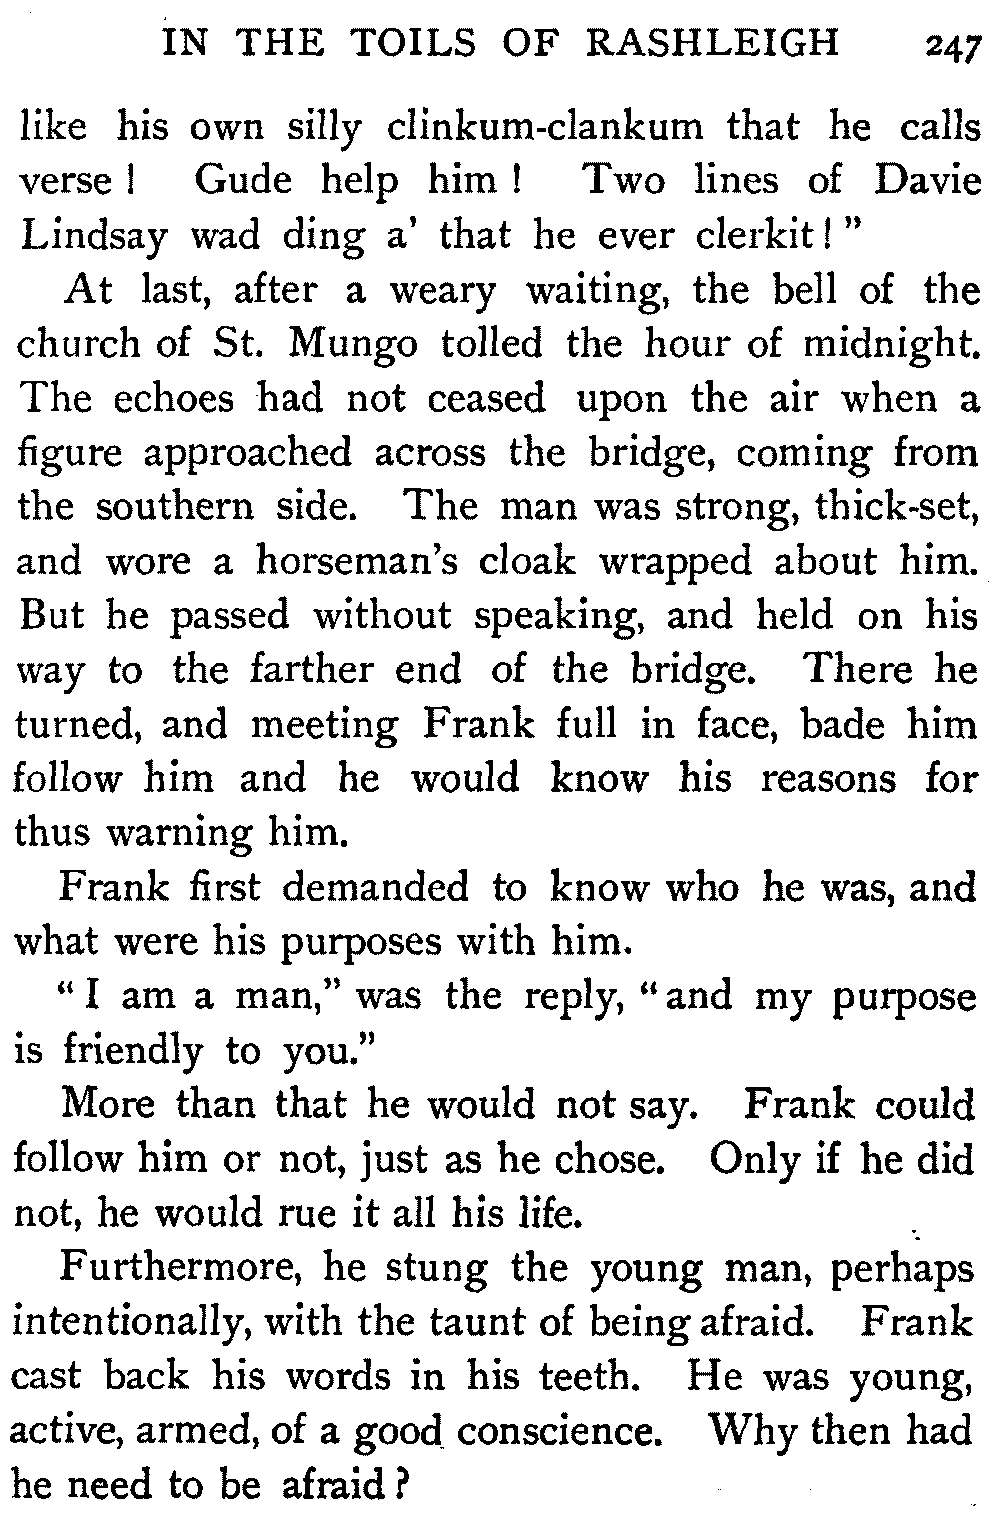 IN THE TOILS OF RASHLEIGH 247
like his own silly clinkum-clankum that he calls
verse! Gude help him! Two lines of Davie
Lindsay wad ding a' that he ever clerkit!"
At last, after a weary waiting, the bell of the
church of St. Mungo tolled the hour of midnight.
The echoes had not ceased upon the air when a
figure approached across the bridge, coming from
the southern side. The man was strong, thick-set,
and wore a horseman's cloak wrapped about him.
But he passed without speaking, and held on his
way to the farther end of the bridge. There he
turned, and meeting Frank full in face, bade him
follow him and he would know his reasons for
thus warning him.
Frank first demanded to know who he was, and
what were his purposes with him.
"I am a man," was the reply, "and my purpose
is friendly to you."
More than that he would not say. Frank could
follow him or not, just as he chose. Only if he did
not, he would rue it all his life.
Furthermore, he stung the young man, perhaps
intentionally, with the taunt of being afraid. Frank
cast back his words in his teeth. He was young,
active, armed, of a good conscience. Why then had
he need to be afraid?